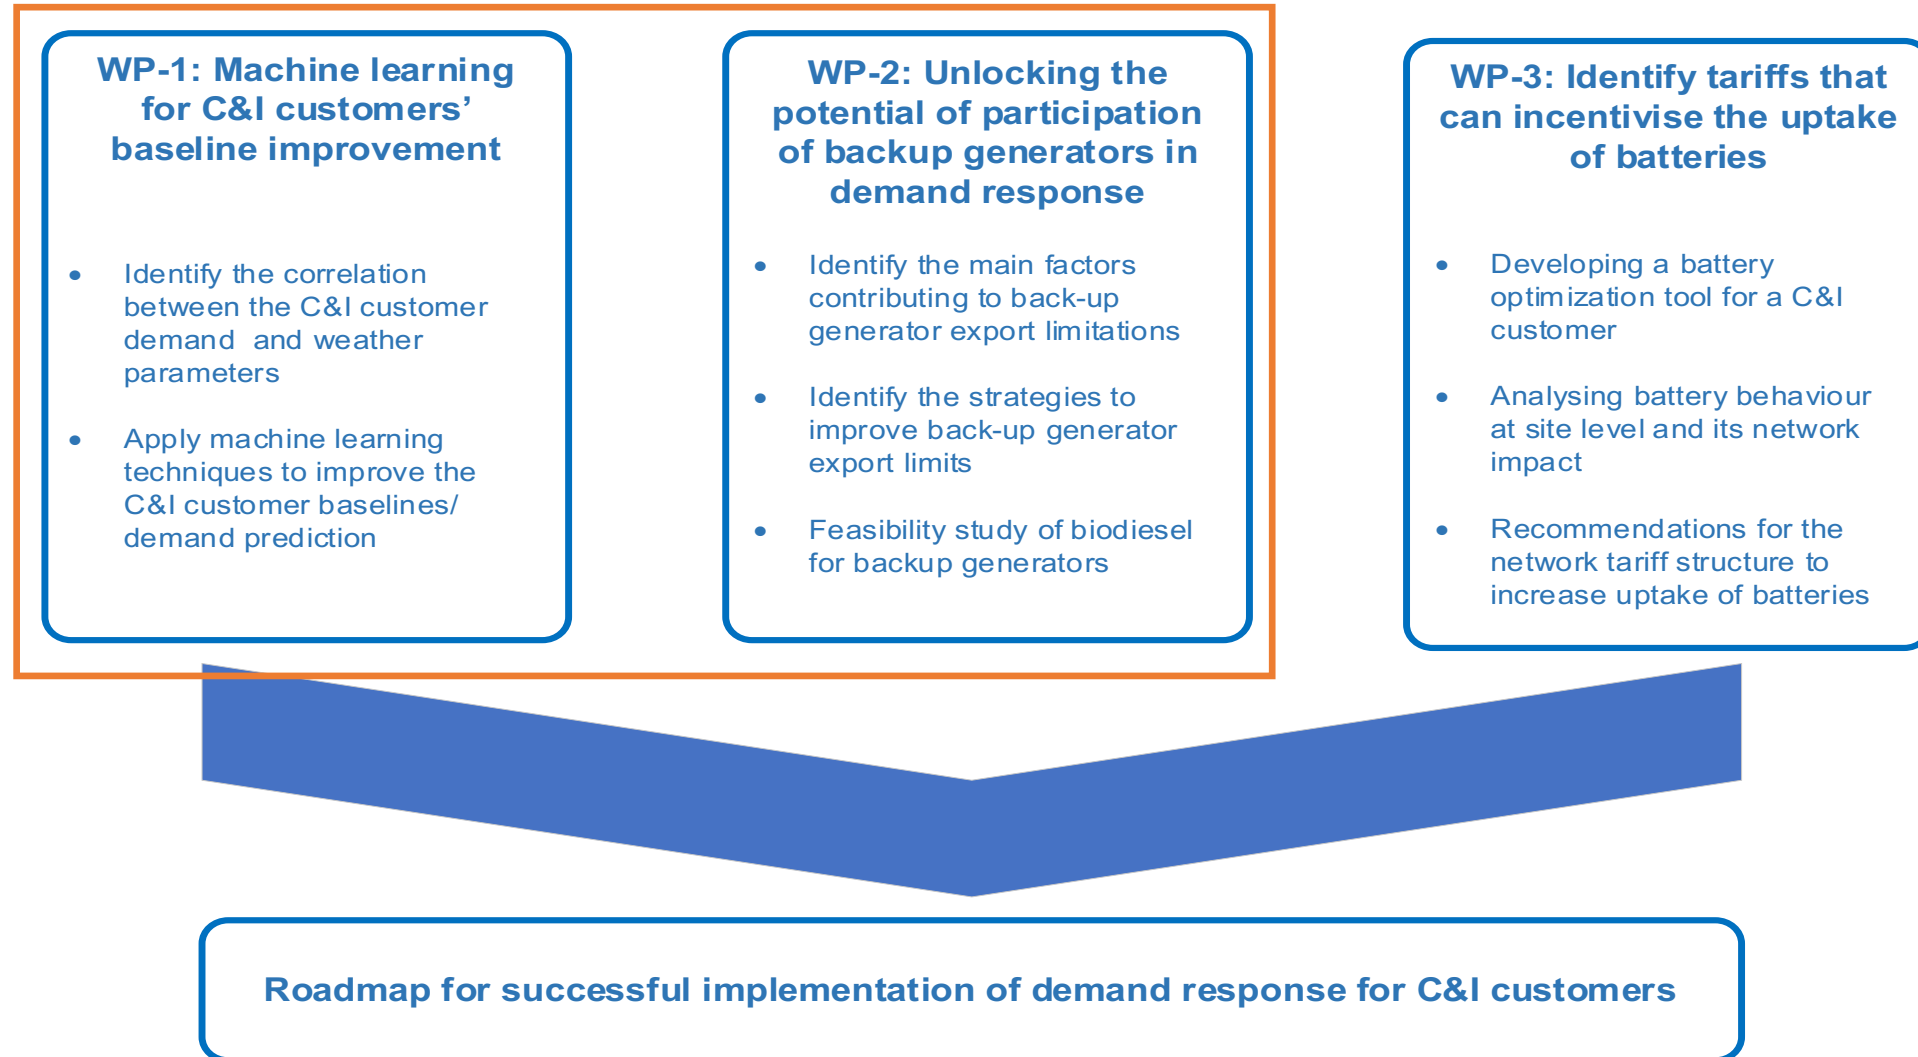 WP-1: Machine learning
for C&I customers’
baseline improvement
• Identify the correlation
between the C&I customer
demand and weather
parameters
• Apply machine learning
techniques to improve the
C&I customer baselines/
demand prediction
WP-2: Unlocking the
potential of participation
of backup generators in
demand response
• Identify the main factors
contributing to back-up
generator export limitations
• Identify the strategies to
improve back-up generator
export limits
• Feasibility study of biodiesel
for backup generators
WP-3: Identify tariffs that
can incentivise the uptake
of batteries
• Developing a battery
optimization tool for a C&I
customer
• Analysing battery behaviour
at site level and its network
impact
• Recommendations for the
network tariff structure to
increase uptake of batteries
Roadmap for successful implementation of demand response for C&I customers